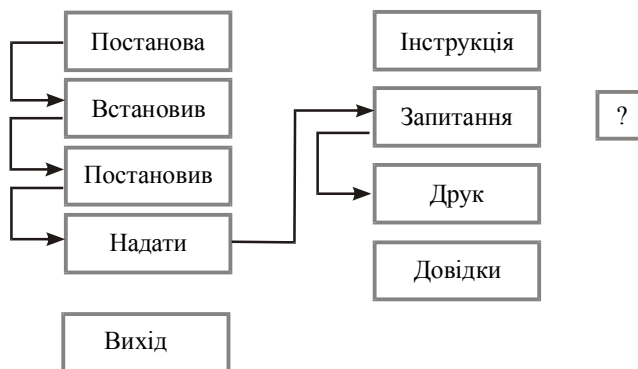 Постанова
Встановив
Постановив
Надати
Вихід
Інструкція
Запитання
Друк
Довідки
?